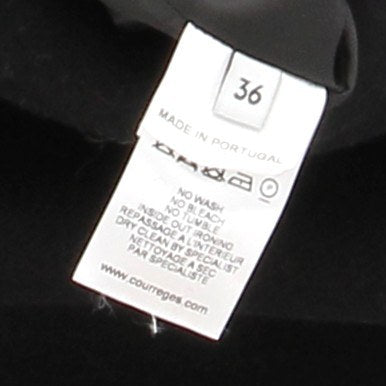 36
MADE IN PORTUGAL
P
NO WASH
NO BLEACH
NO TUMBLE
INSIDE OUT IRONING
REPASSAGE A L'INTERIEUR
DRY CLEAN BY SPECIALIST
NETTOYAGE A SEC
PAR SPECIALISTE
www.courreges.com